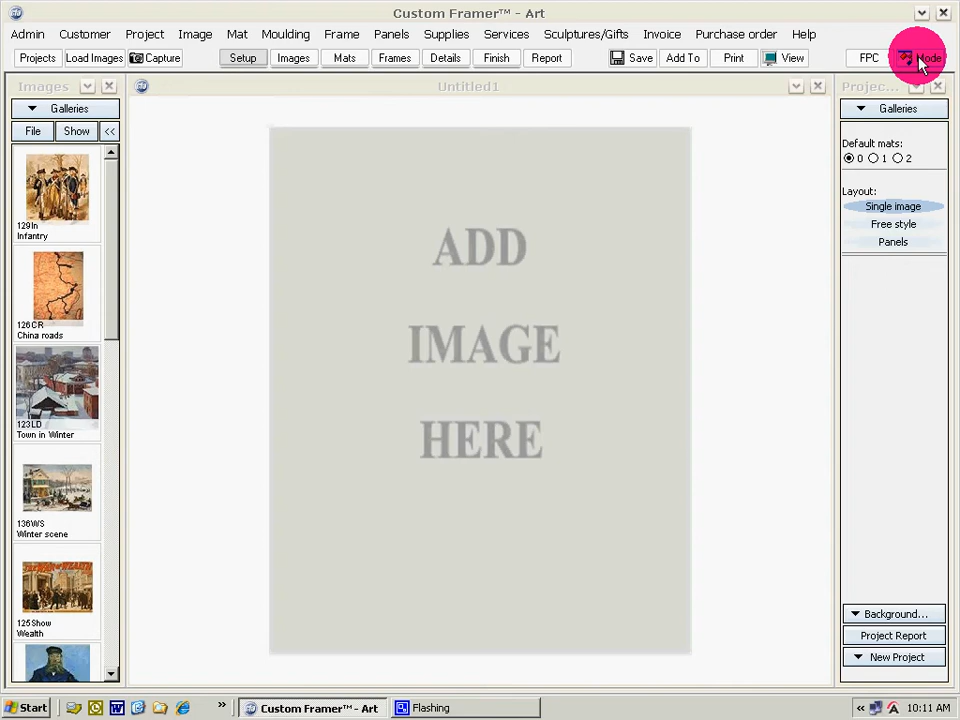 Custom Framer™ - Art
Admin Customer Project Image Mat Moulding Frame Panels Supplies Services Sculptures/Gifts Invoice Purchase order Help
Projects Load Images Capture Setup Images Mats Frames Details Finish Report Save Add To Print View FPC Mode
Images
Galleries
File Show <<
129In
Infantry
126CR
China roads
123LD
Town in Winter
136WS
Winter scene
125Show
Wealth
Untitled1
ADD
IMAGE
HERE
Projec...
Galleries
Default mats:
0 1 2
Layout:
Single image
Free style
Panels
Background...
Project Report
New Project
Start » Custom Framer™ - Art Flashing « 10:11 AM